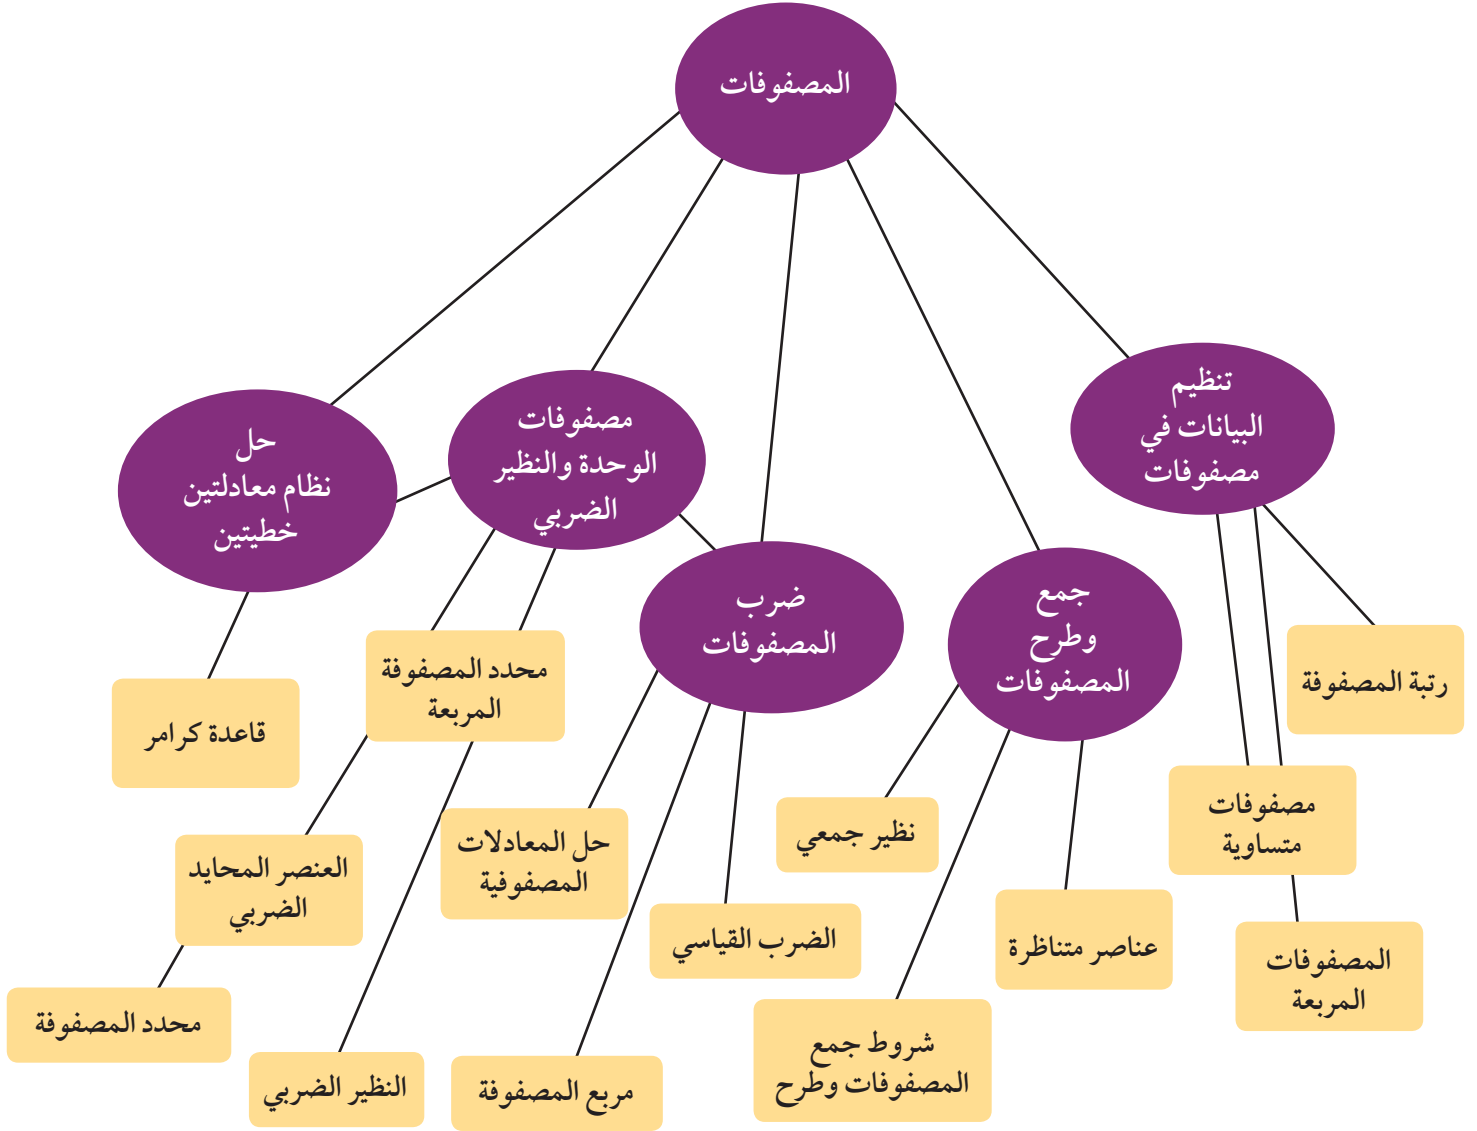 المصفوفات
تنظيم
البيانات في
مصفوفات
مصفوفات
الوحدة والنظير
الضربي
حل
نظام معادلتين
خطيتين
جمع
وطرح
المصفوفات
ضرب
المصفوفات
رتبة المصفوفة
محدد المصفوفة
المربعة
قاعدة كرامر
مصفوفات
متساوية
نظير جمعي
حل المعادلات
المصفوفية
العنصر المحايد
الضربي
عناصر متناظرة
الضرب القياسي
المصفوفات
المربعة
محدد المصفوفة
شروط جمع
المصفوفات وطرح
مربع المصفوفة
النظير الضربي